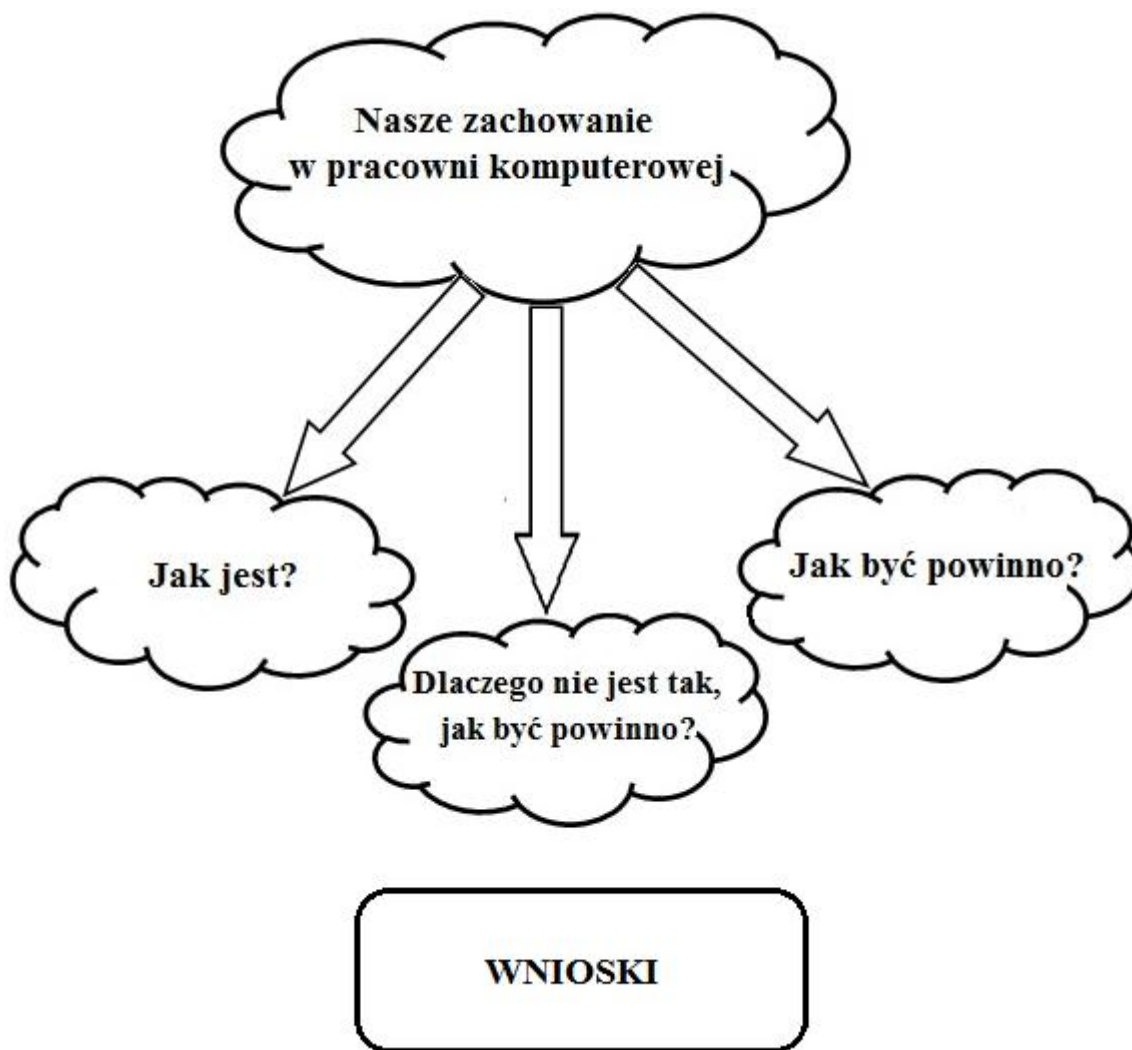 Nasze zachowanie
w pracowni komputerowej
Jak jest?
Dlaczego nie jest tak,
jak być powinno?
Jak być powinno?
WNIOSKI